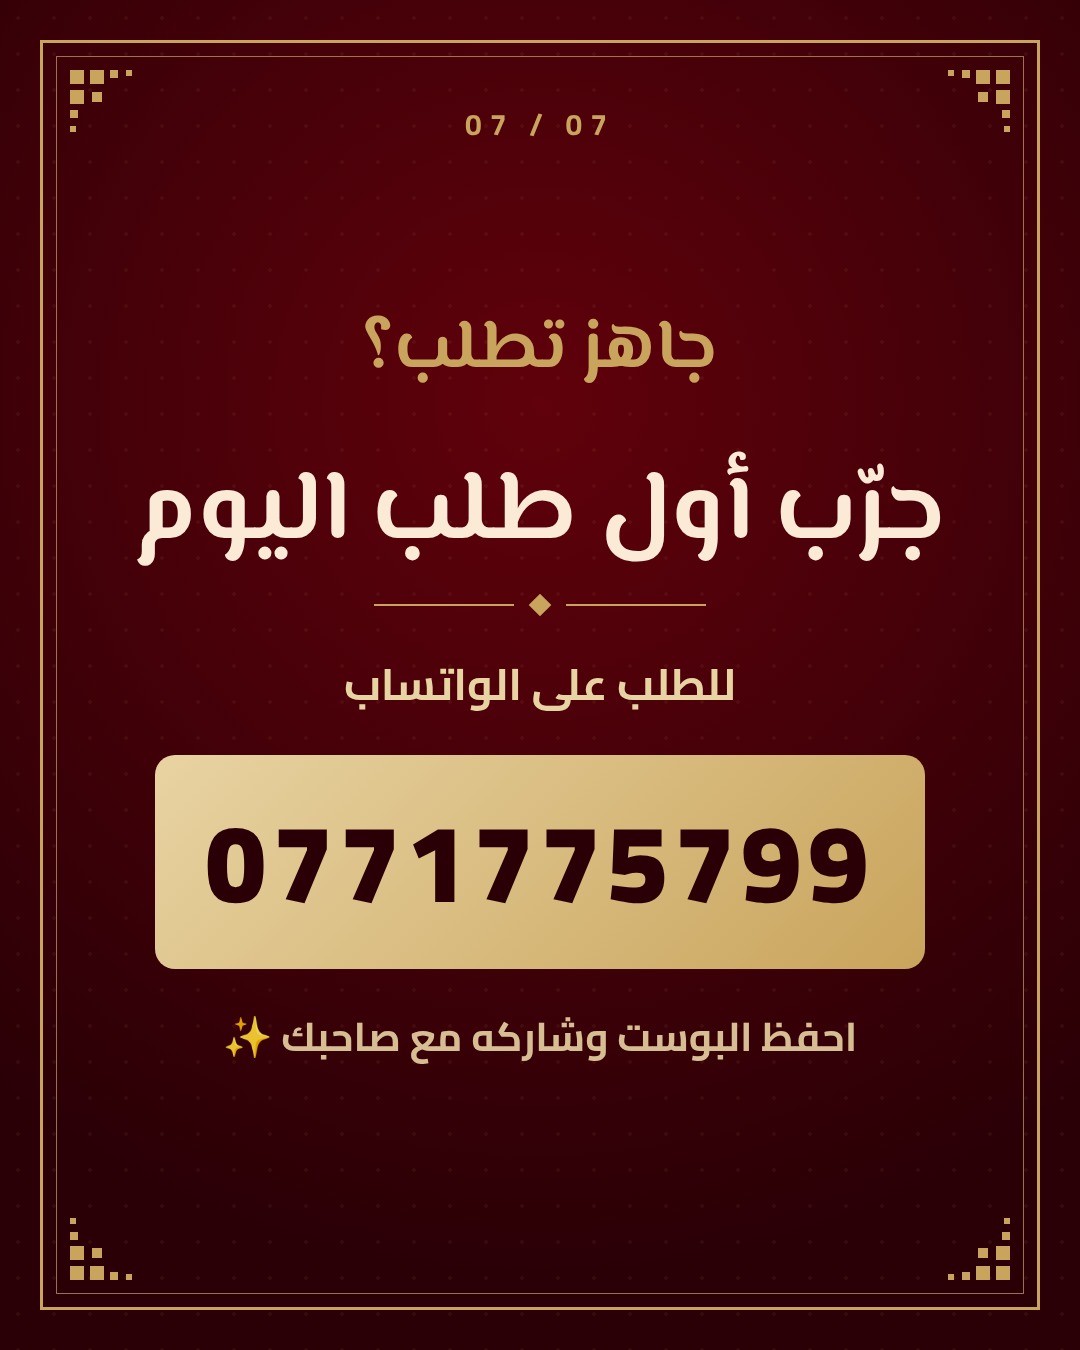 07 / 07
جاهز تطلب؟
جرّب أول طلب اليوم
للطلب على الواتساب
0771775799
احفظ البوست وشاركه مع صاحبك ✨